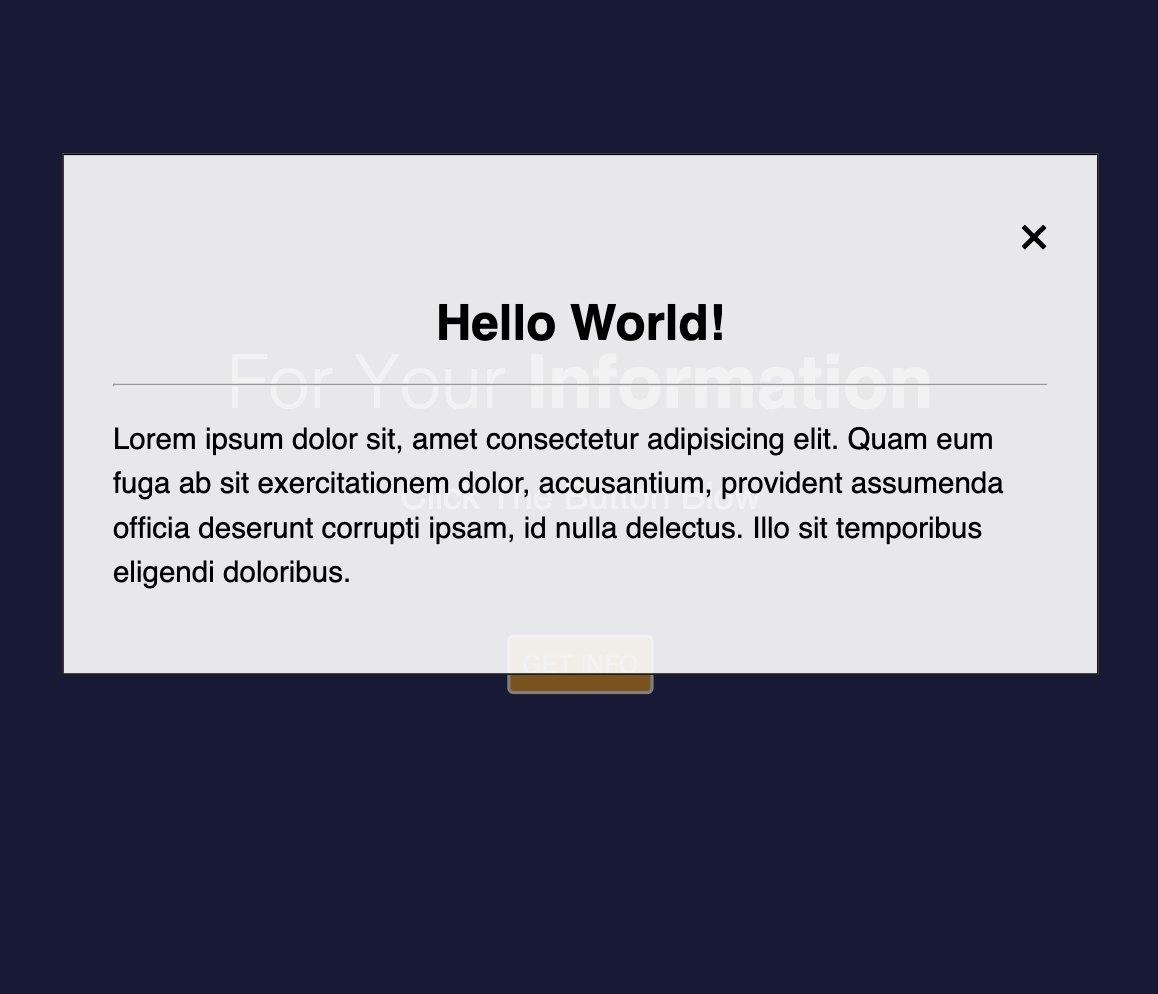 ✕
Hello World!
For Your Information
Lorem ipsum dolor sit, amet consectetur adipisicing elit. Quam eum
fuga ab sit exercitationem dolor, accusantium, provident assumenda
Click The Button Blow
officia deserunt corrupti ipsam, id nulla delectus. Illo sit temporibus
eligendi doloribus.
GET INFO